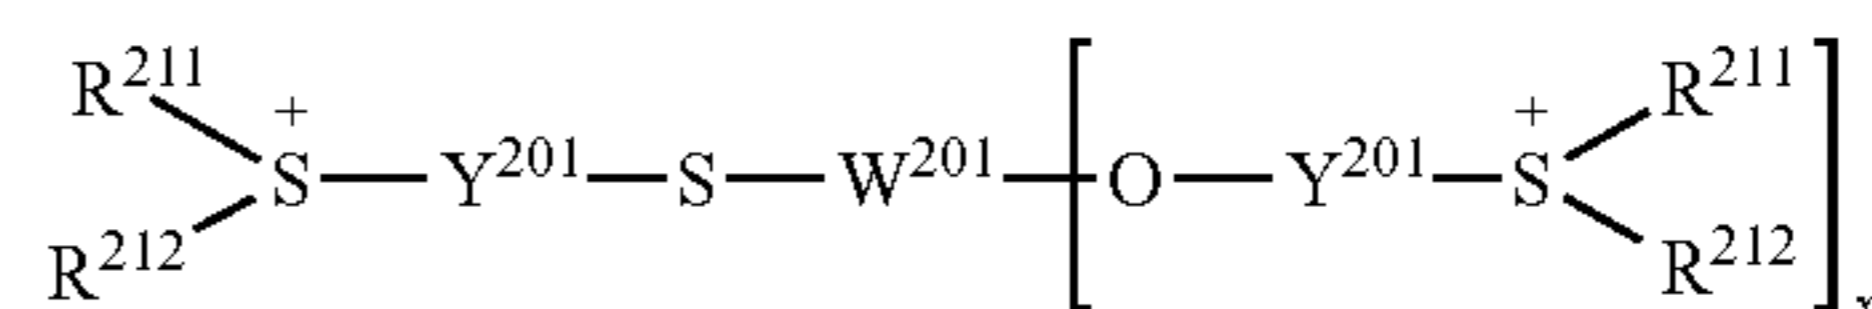 R²¹¹ + + R²¹¹
S — Y²⁰¹ — S — W²⁰¹ — [ O — Y²⁰¹ — S ]
R²¹² R²¹²